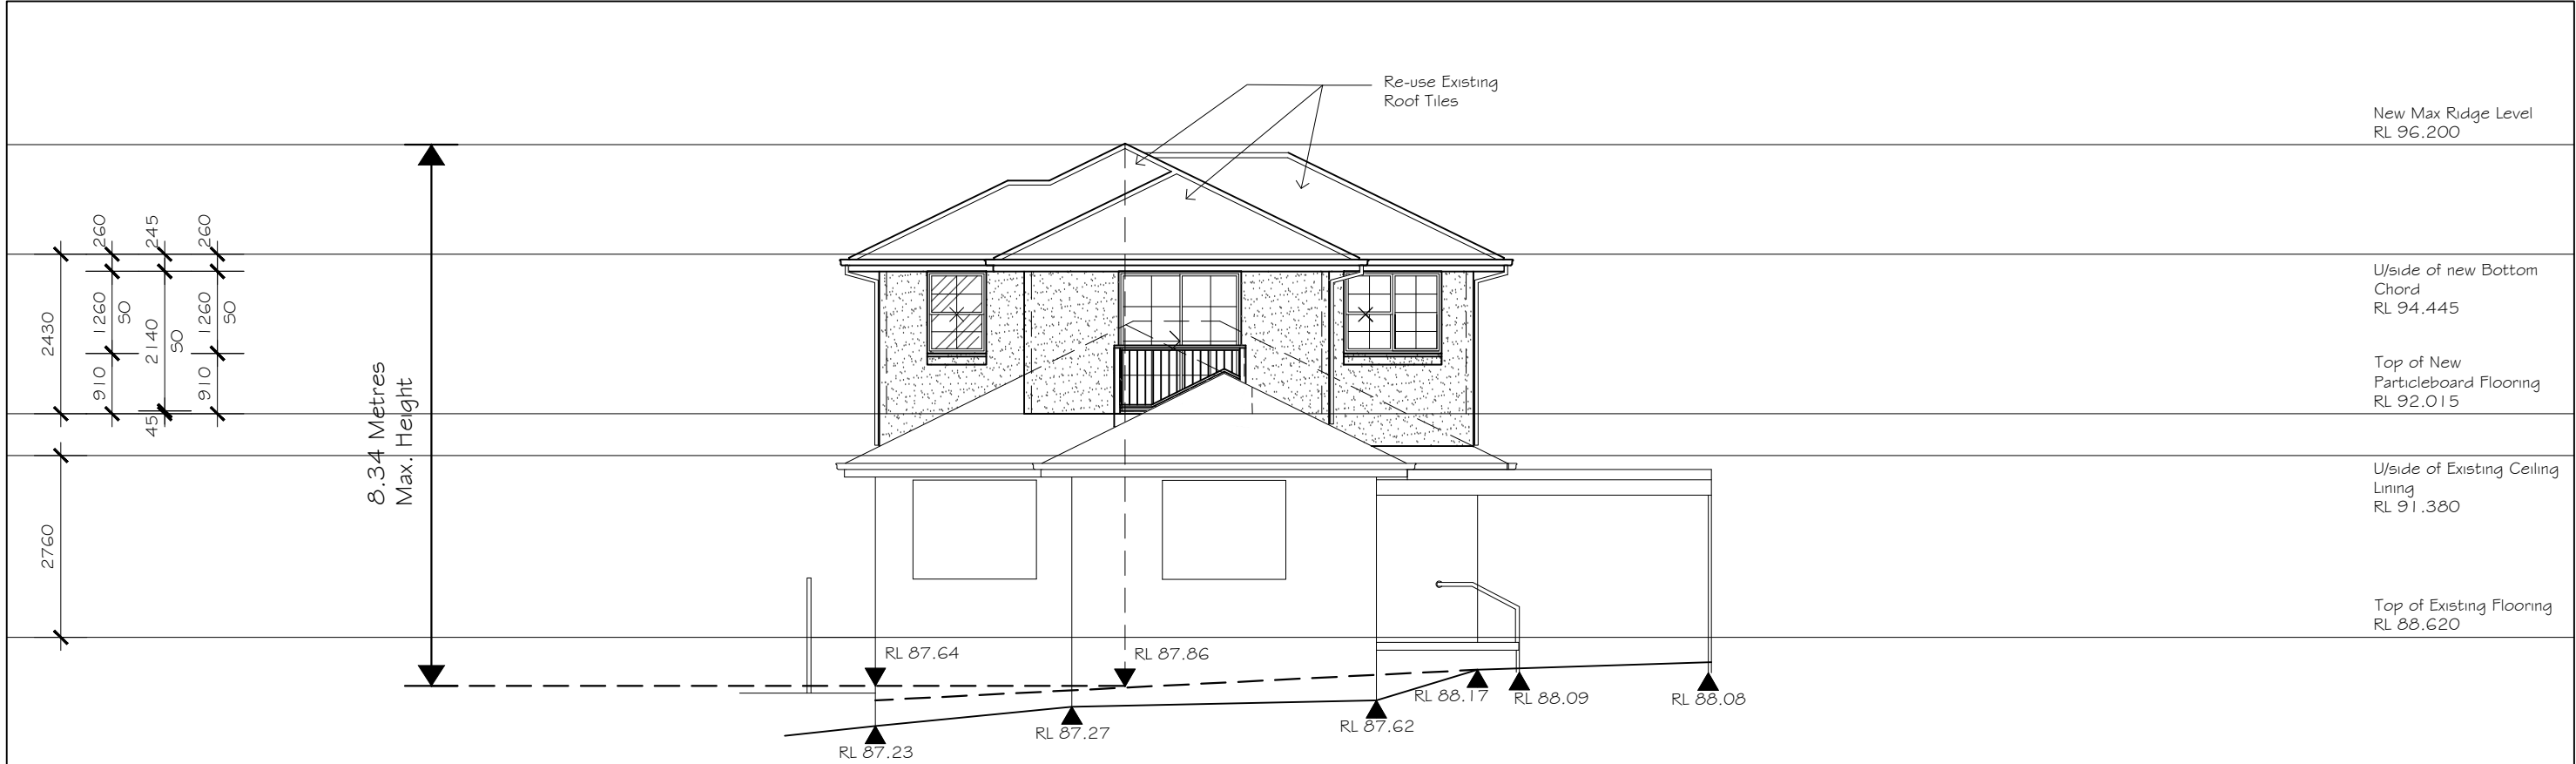 Re-use Existing
Roof Tiles
New Max Ridge Level
RL 96.200
U/side of new Bottom
Chord
RL 94.445
Top of New
Particleboard Flooring
RL 92.015
U/side of Existing Ceiling
Lining
RL 91.380
Top of Existing Flooring
RL 88.620
2430
2760
260
1260
50
910
245
2140
50
45
260
1260
50
910
8.34 Metres
Max. Height
RL 87.64
RL 87.86
RL 88.17
RL 88.09
RL 88.08
RL 87.62
RL 87.27
RL 87.23